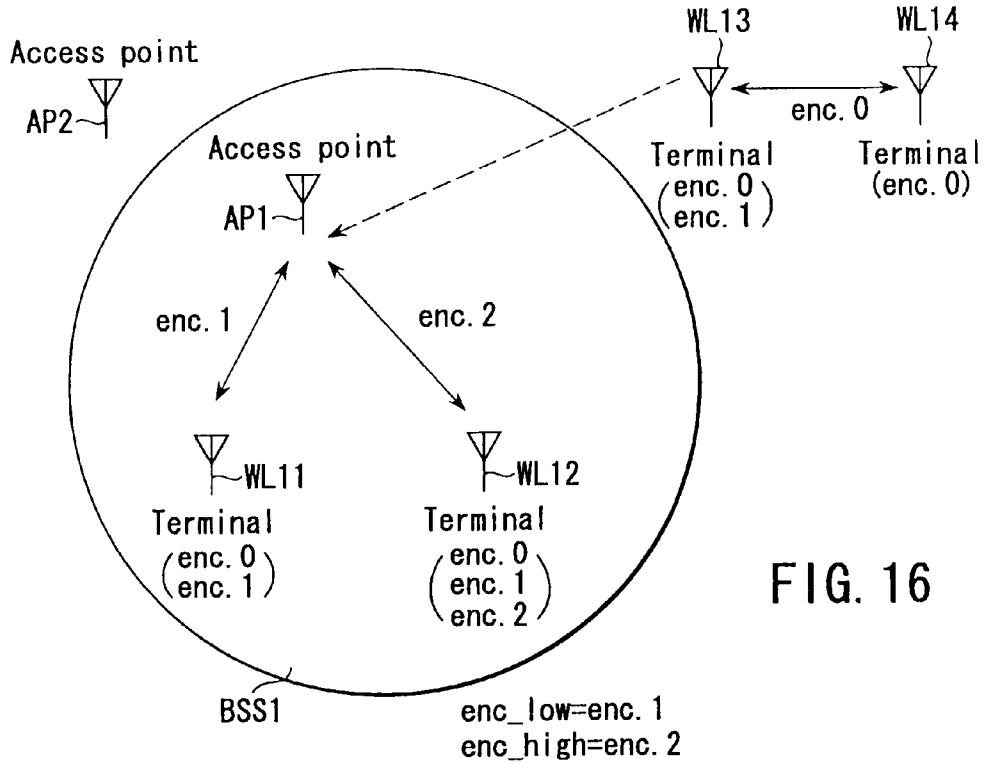 Access point
AP2
WL13
WL14
enc. 0
Terminal
(enc. 0
enc. 1)
Terminal
(enc. 0)
Access point
AP1
enc. 1
enc. 2
WL11
Terminal
(enc. 0
enc. 1)
WL12
Terminal
(enc. 0
enc. 1
enc. 2)
BSS1
enc_low=enc. 1
enc_high=enc. 2
FIG. 16